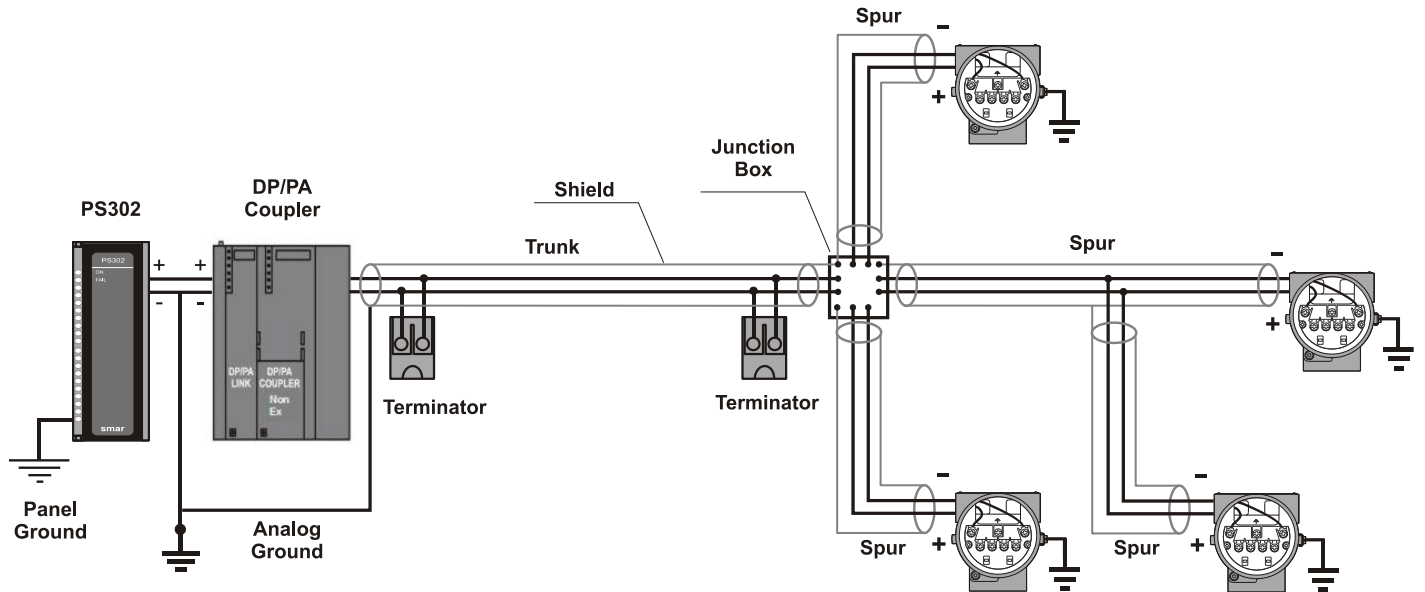 Spur
-
+
Junction
Box
DP/PA
Coupler
Shield
PS302
Trunk
Spur
PS302
ON
FAIL
+
+
-
-
-
+
DP/PA
LINK
DP/PA
COUPLER
Non
Ex
smar
Terminator
Terminator
Panel
Ground
Analog
Ground
-
+
Spur
-
+
Spur